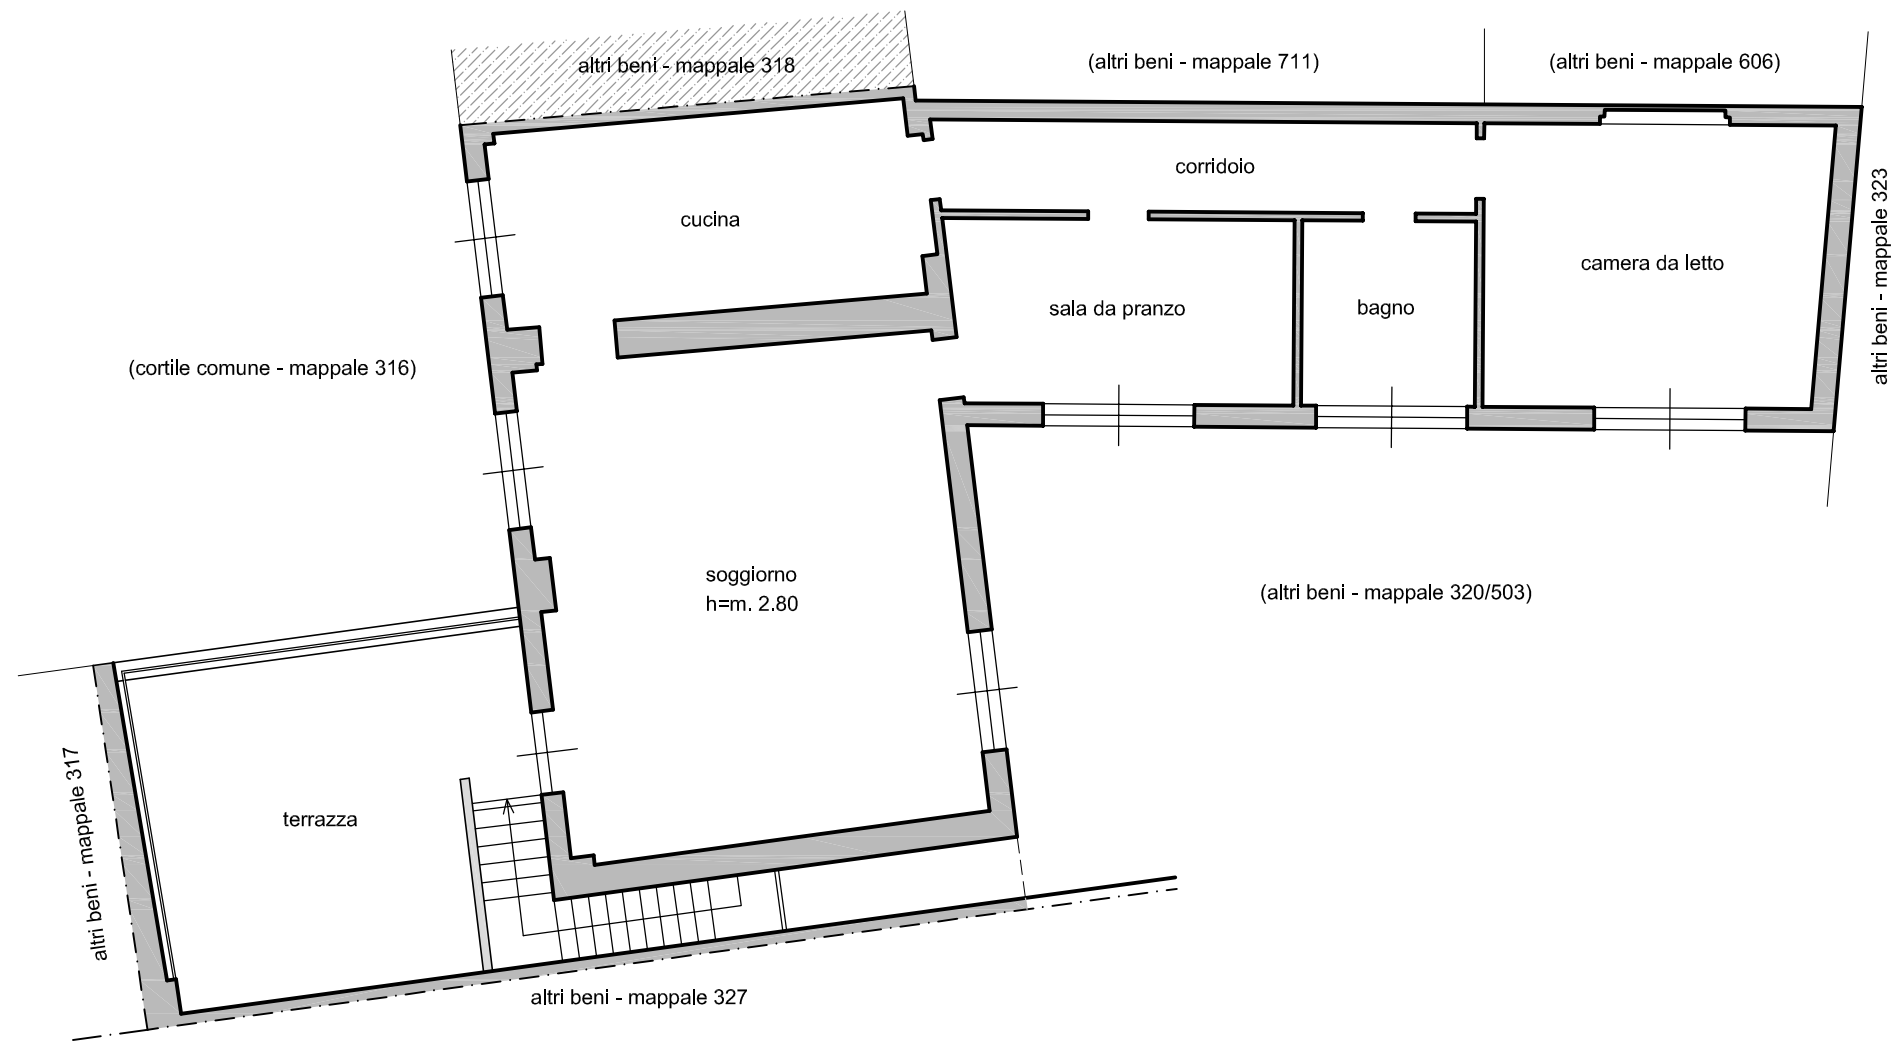 altri beni - mappale 318
(altri beni - mappale 711)
(altri beni - mappale 606)
corridoio
cucina
camera da letto
altri beni - mappale 323
sala da pranzo
bagno
(cortile comune - mappale 316)
soggiorno
h=m. 2.80
(altri beni - mappale 320/503)
terrazza
altri beni - mappale 317
altri beni - mappale 327